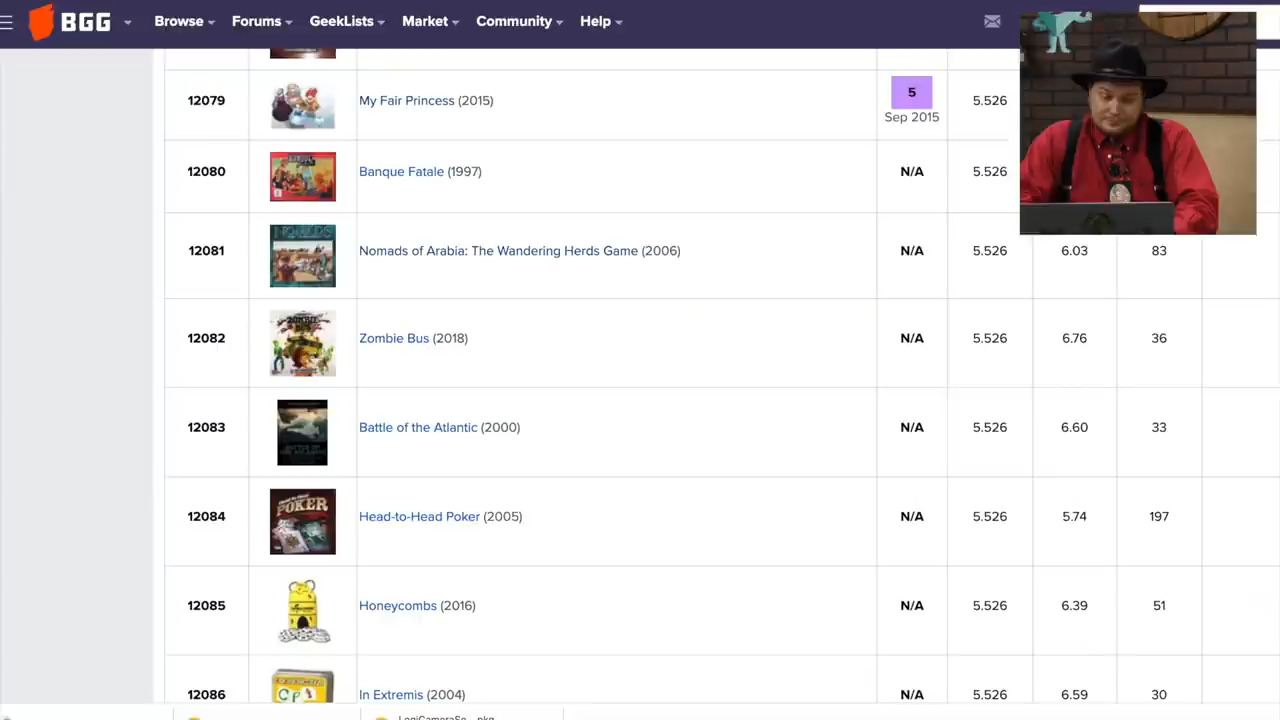 BGG Browse Forums GeekLists Market Community Help
12079 My Fair Princess (2015) 5 5.526
Sep 2015
12080 Banque Fatale (1997) N/A 5.526
12081 Nomads of Arabia: The Wandering Herds Game (2006) N/A 5.526 6.03 83
12082 Zombie Bus (2018) N/A 5.526 6.76 36
12083 Battle of the Atlantic (2000) N/A 5.526 6.60 33
12084 Head-to-Head Poker (2005) N/A 5.526 5.74 197
POKER
12085 Honeycombs (2016) N/A 5.526 6.39 51
12086 In Extremis (2004) N/A 5.526 6.59 30